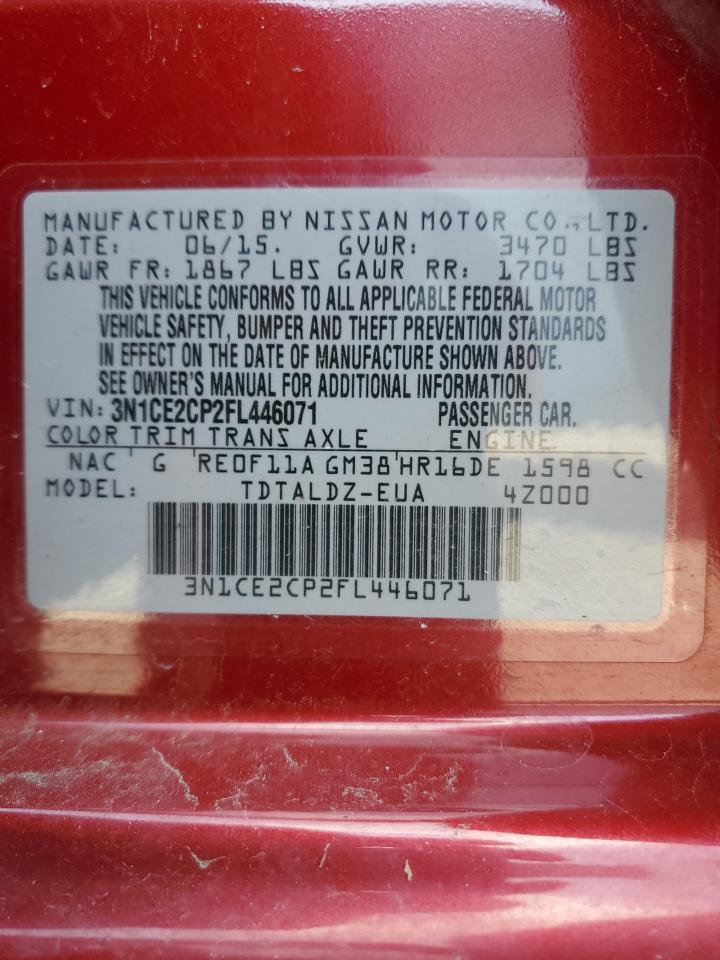 MANUFACTURED BY NISSAN MOTOR CO., LTD.
DATE: 06/15. GVWR: 3470 LBS
GAWR FR: 1867 LBS GAWR RR: 1704 LBS
THIS VEHICLE CONFORMS TO ALL APPLICABLE FEDERAL MOTOR
VEHICLE SAFETY, BUMPER AND THEFT PREVENTION STANDARDS
IN EFFECT ON THE DATE OF MANUFACTURE SHOWN ABOVE.
SEE OWNER'S MANUAL FOR ADDITIONAL INFORMATION.
VIN: 3N1CE2CP2FL446071 PASSENGER CAR.
COLOR TRIM TRANS AXLE ENGINE
NAC ' G 'RE0F11A GM38'HR16DE 1598 CC
MODEL: TDTALDZ-EUA 4Z000
3N1CE2CP2FL446071